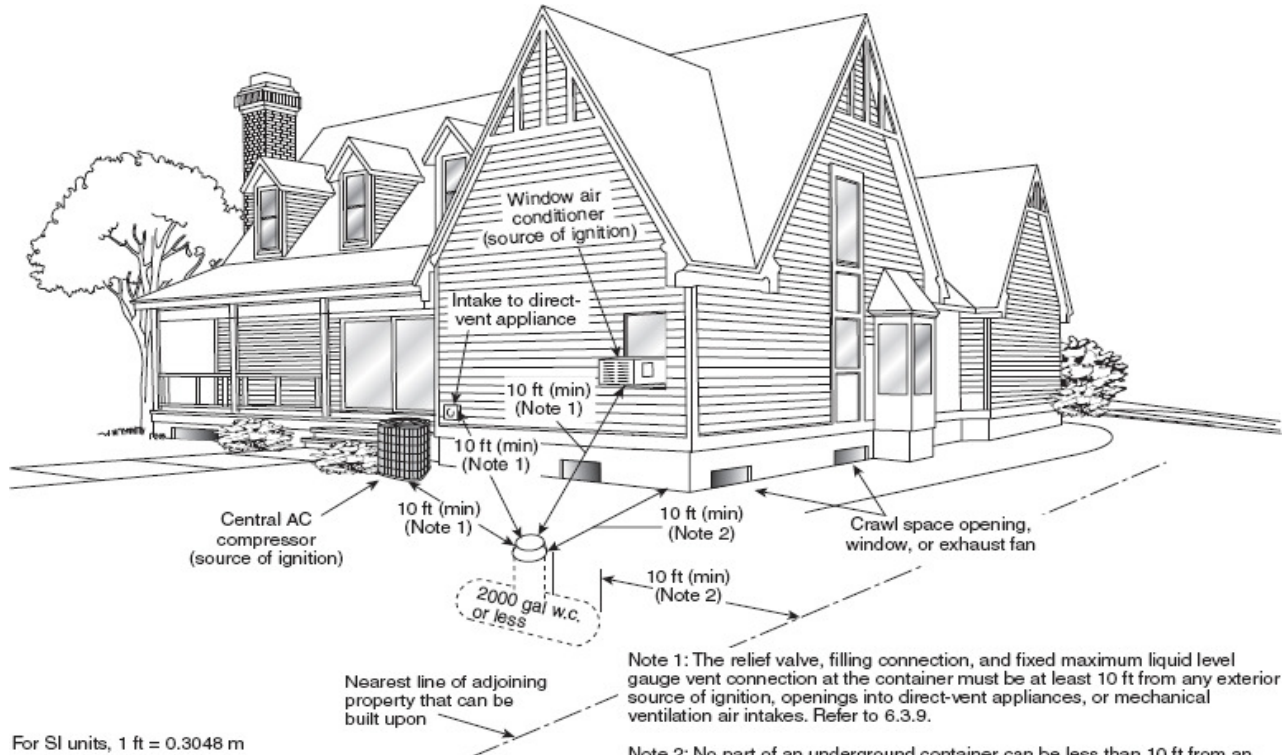 Window air
conditioner
(source of ignition)
Intake to direct-
vent appliance
10 ft (min)
(Note 1)
10 ft (min)
(Note 1)
Central AC
compressor
(source of ignition)
10 ft (min)
(Note 1)
10 ft (min)
(Note 2)
Crawl space opening,
window, or exhaust fan
2000 gal w.c.
or less
10 ft (min)
(Note 2)
Nearest line of adjoining
property that can be
built upon
Note 1: The relief valve, filling connection, and fixed maximum liquid level
gauge vent connection at the container must be at least 10 ft from any exterior
source of ignition, openings into direct-vent appliances, or mechanical
ventilation air intakes. Refer to 6.3.9.
For SI units, 1 ft = 0.3048 m
Note 2: No part of an underground container can be less than 10 ft from an